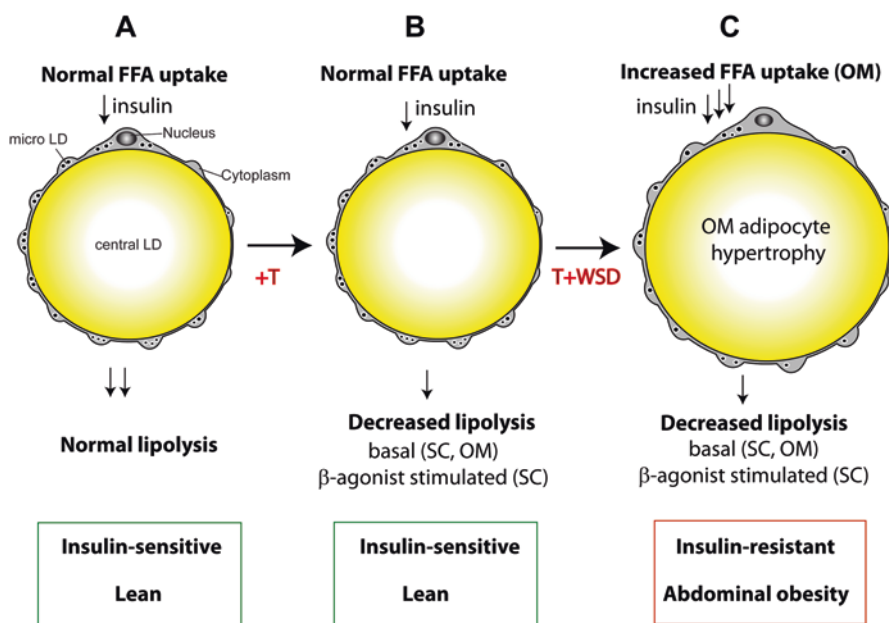 A
B
C
Normal FFA uptake
Normal FFA uptake
Increased FFA uptake (OM)
insulin
insulin
insulin
micro LD
Nucleus
Cytoplasm
central LD
OM adipocyte
hypertrophy
+T
T+WSD
Normal lipolysis
Decreased lipolysis
basal (SC, OM)
β-agonist stimulated (SC)
Decreased lipolysis
basal (SC, OM)
β-agonist stimulated (SC)
Insulin-sensitive
Lean
Insulin-sensitive
Lean
Insulin-resistant
Abdominal obesity